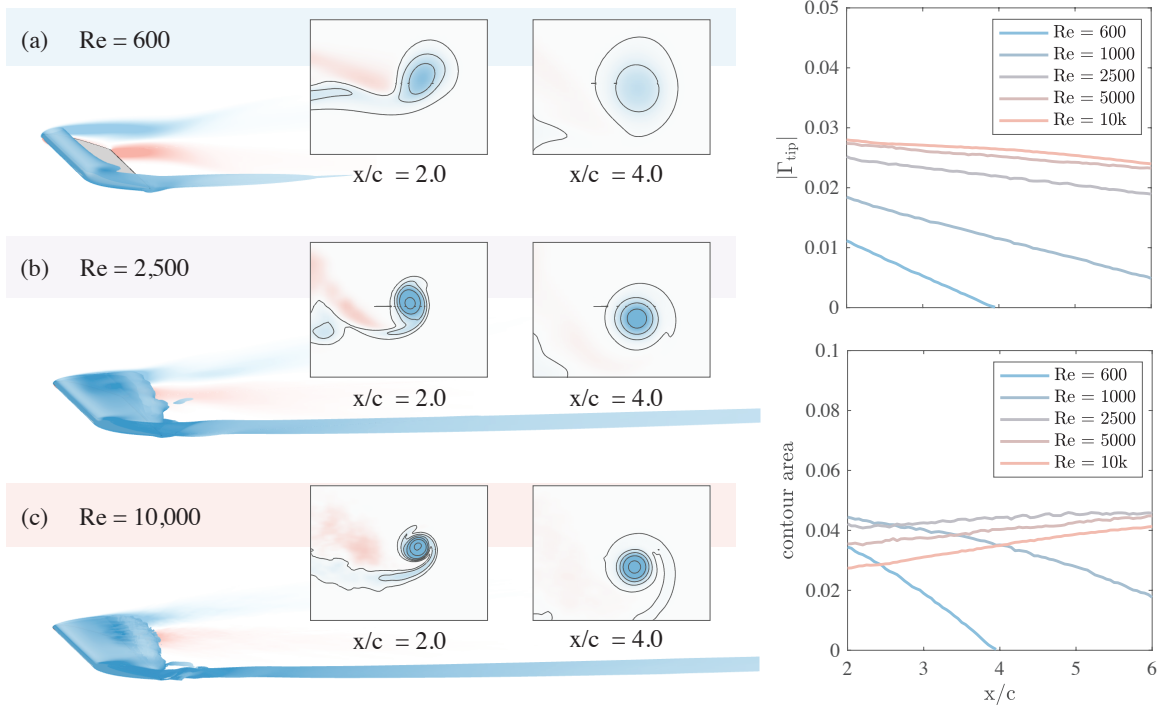 (a) Re = 600
x/c = 2.0 x/c = 4.0
(b) Re = 2,500
x/c = 2.0 x/c = 4.0
(c) Re = 10,000
x/c = 2.0 x/c = 4.0
0.05
0.04
0.03
0.02
0.01
0
|Γtip|
Re = 600
Re = 1000
Re = 2500
Re = 5000
Re = 10k
0.1
0.08
0.06
0.04
0.02
0
contour area
Re = 600
Re = 1000
Re = 2500
Re = 5000
Re = 10k
2 3 4 5 6
x/c